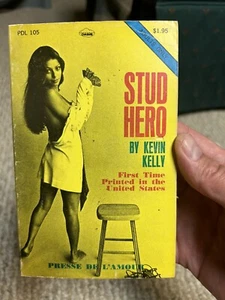 PDL 105
$1.95
STUD
HERO
BY KEVIN
KELLY
First Time
Printed in the
United States
PRESSE DE L'AMOUR